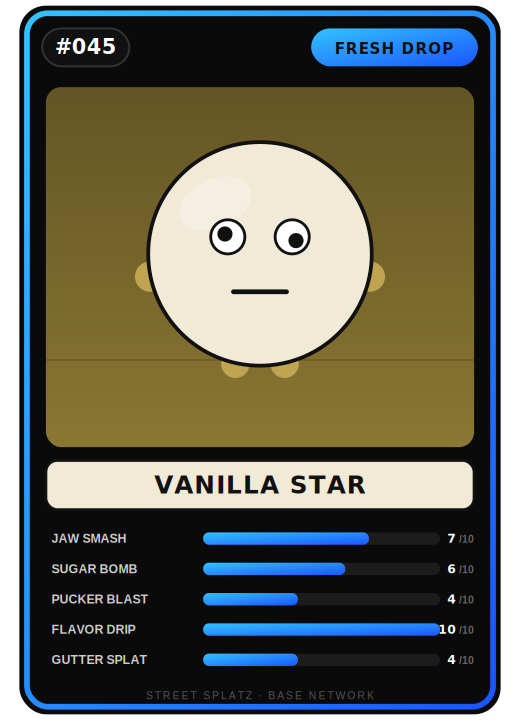 #045 FRESH DROP
VANILLA STAR
JAW SMASH 7 /10
SUGAR BOMB 6 /10
PUCKER BLAST 4 /10
FLAVOR DRIP 10 /10
GUTTER SPLAT 4 /10
STREET SPLATZ · BASE NETWORK